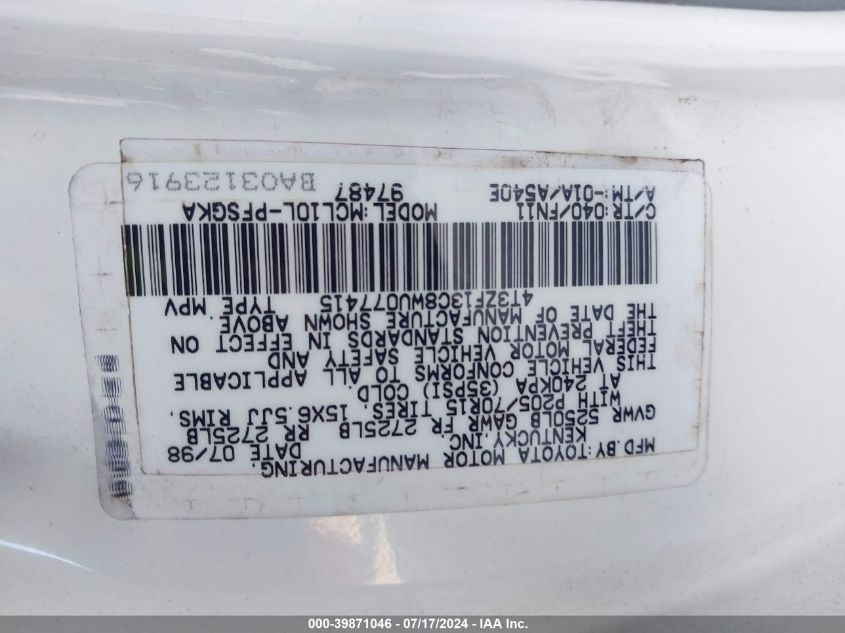 MFD.BY:TOYOTA MOTOR MANUFACTURING.
KENTUCKY,INC. DATE 07/98
GVWR 5250LB GAWR FR 2725LB RR 2725LB
WITH P205/70R15 TIRES, 15X6.5JJ RIMS,
AT 240KPA (35PSI) COLD.
THIS VEHICLE CONFORMS TO ALL APPLICABLE
FEDERAL MOTOR VEHICLE SAFETY AND
THEFT PREVENTION STANDARDS IN EFFECT ON
THE DATE OF MANUFACTURE SHOWN ABOVE.
4T3ZF13C8WU077415 TYPE MPV
C/TR:040/FN11 MODEL:MCL10L-PFSGKA
A/TM:-01A/A540E 97487
BA03123916
000-39871046 - 07/17/2024 - IAA.